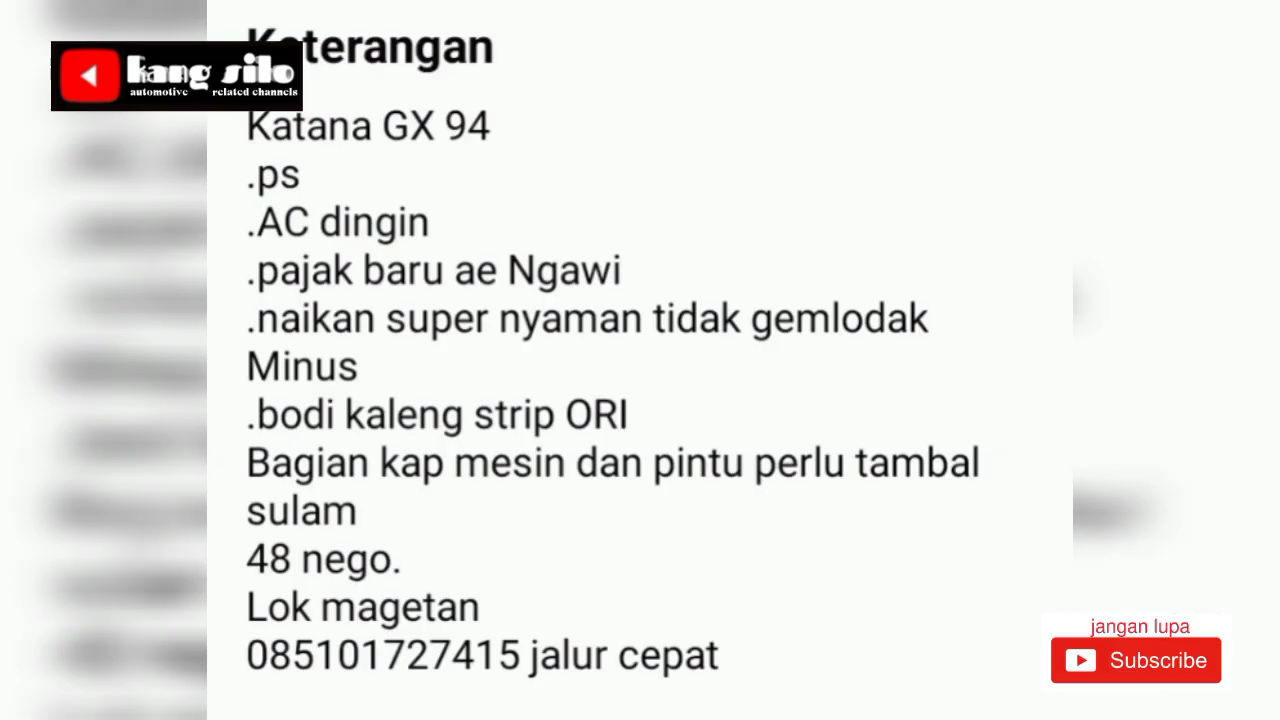 Keterangan
kang silo
automotive related channels
Katana GX 94
.ps
.AC dingin
.pajak baru ae Ngawi
.naikan super nyaman tidak gemlodak
Minus
.bodi kaleng strip ORI
Bagian kap mesin dan pintu perlu tambal
sulam
48 nego.
Lok magetan
085101727415 jalur cepat
jangan lupa
Subscribe